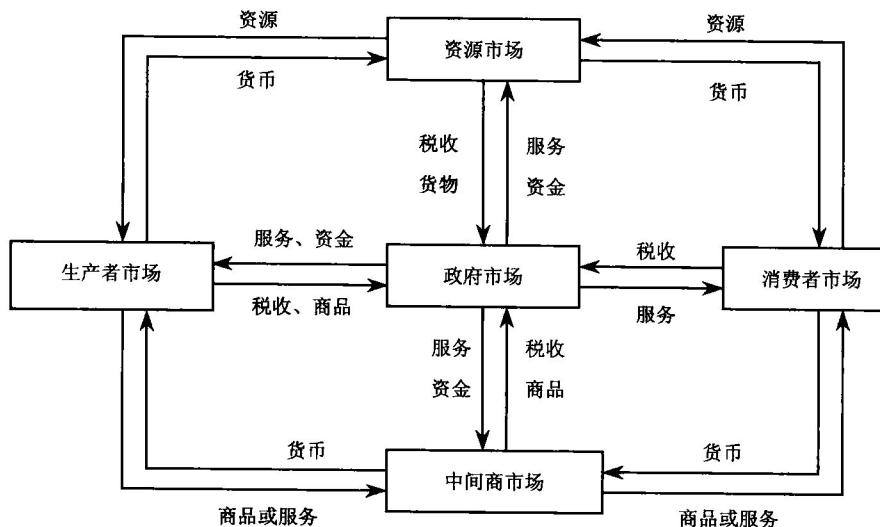 资源
资源市场
资源
货币
货币
税收
货物
服务
资金
服务、资金
税收
生产者市场
政府市场
消费者市场
税收、商品
服务
服务
资金
税收
商品
货币
货币
中间商市场
商品或服务
商品或服务